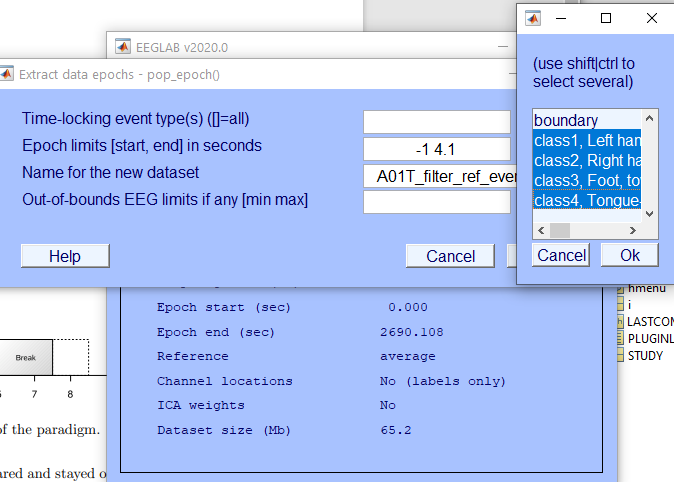 EEGLAB v2020.0
Extract data epochs - pop_epoch()
Time-locking event type(s) ([]=all)
Epoch limits [start, end] in seconds
-1 4.1
Name for the new dataset
A01T_filter_ref_ever
Out-of-bounds EEG limits if any [min max]
Help
Cancel
(use shift|ctrl to
select several)
boundary
class1, Left han
class2, Right ha
class3, Foot, to
class4, Tongue-
Cancel
Ok
Epoch start (sec) 0.000
Epoch end (sec) 2690.108
Reference average
Channel locations No (labels only)
ICA weights No
Dataset size (Mb) 65.2
Break
7 8
of the paradigm.
ared and stayed o
hmenu
i
LASTCOM
PLUGINL
STUDY